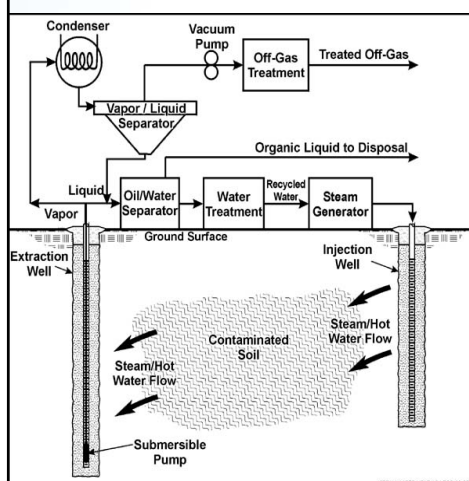 Condenser
Vacuum
Pump
Off-Gas
Treatment
Treated Off-Gas
Vapor / Liquid
Separator
Organic Liquid to Disposal
Liquid
Vapor
Oil/Water
Separator
Water
Treatment
Recycled
Water
Steam
Generator
Ground Surface
Extraction
Well
Injection
Well
Contaminated
Soil
Steam/Hot
Water Flow
Steam/Hot
Water Flow
Submersible
Pump